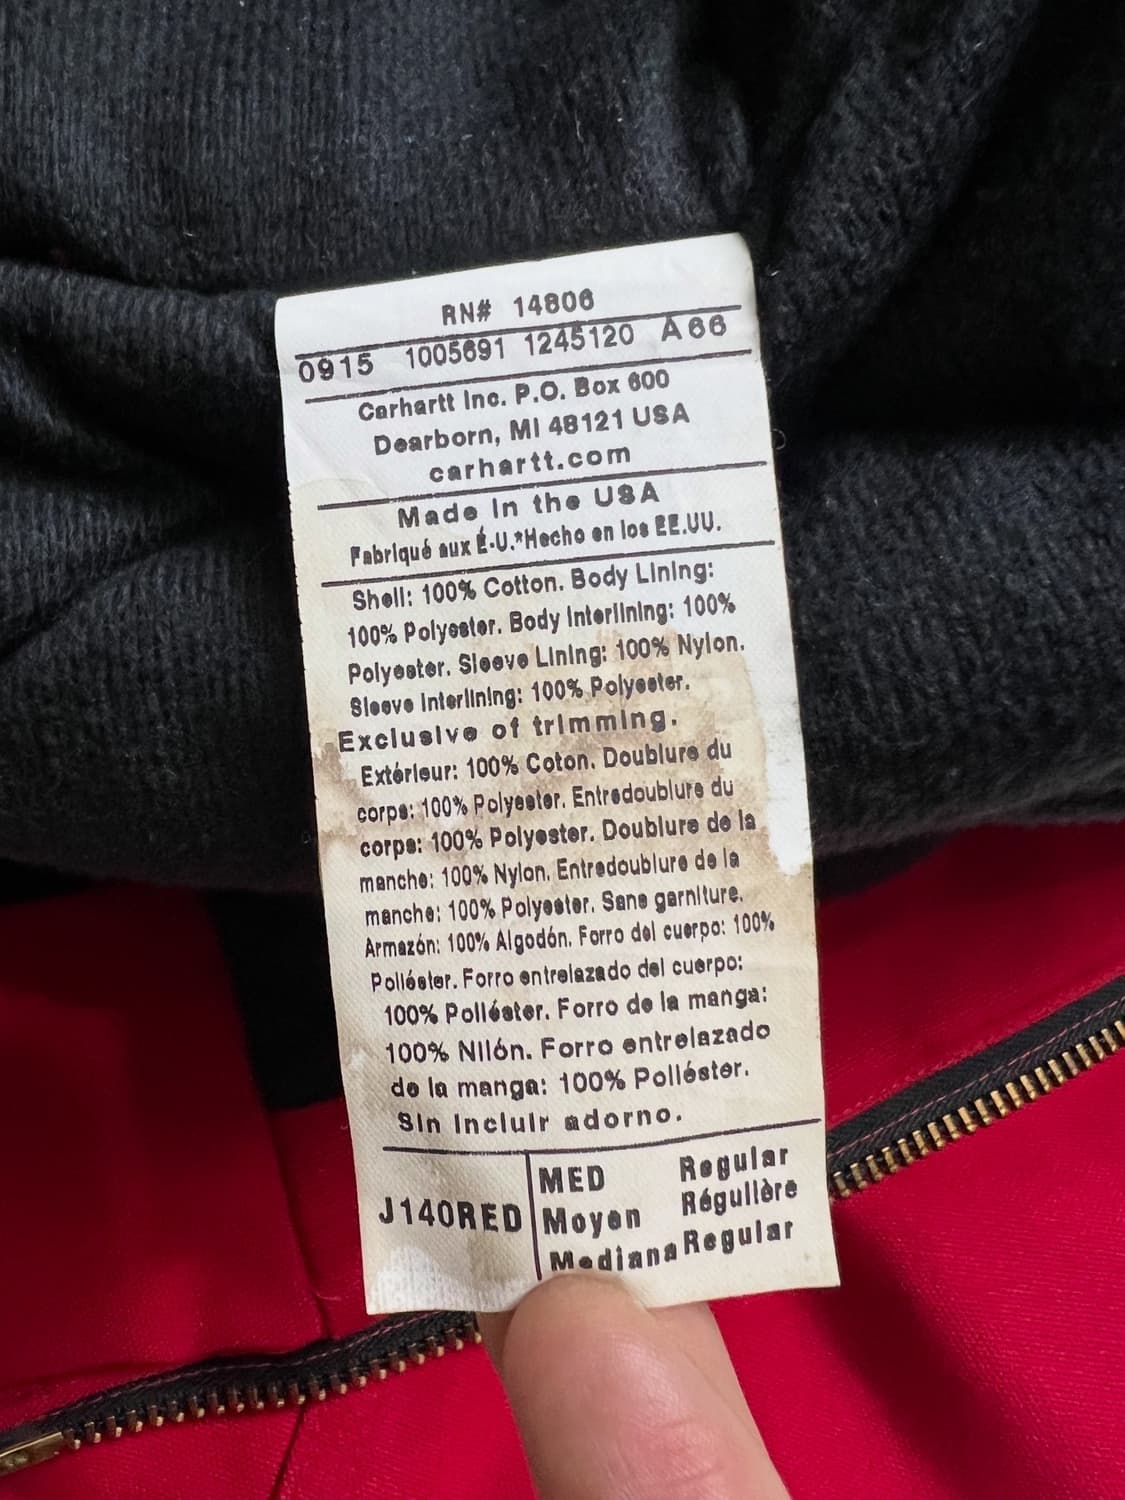 RN# 14806
0915 1005691 1245120 A66
Carhartt Inc. P.O. Box 600
Dearborn, MI 48121 USA
carhartt.com
Made in the USA
Fabriqué aux É-U.*Hecho en los EE.UU.
Shell: 100% Cotton. Body Lining:
100% Polyester. Body Interlining: 100%
Polyester. Sleeve Lining: 100% Nylon.
Sleeve Interlining: 100% Polyester.
Exclusive of trimming.
Extérieur: 100% Coton. Doublure du
corps: 100% Polyester. Entredoublure du
corps: 100% Polyester. Doublure de la
manche: 100% Nylon. Entredoublure de la
manche: 100% Polyester. Sans garniture.
Armazón: 100% Algodón. Forro del cuerpo: 100%
Poliéster. Forro entrelazado del cuerpo:
100% Poliéster. Forro de la manga:
100% Nilón. Forro entrelazado
de la manga: 100% Poliéster.
Sin incluir adorno.
J140RED
MED Regular
Moyen Régulière
Mediana Regular